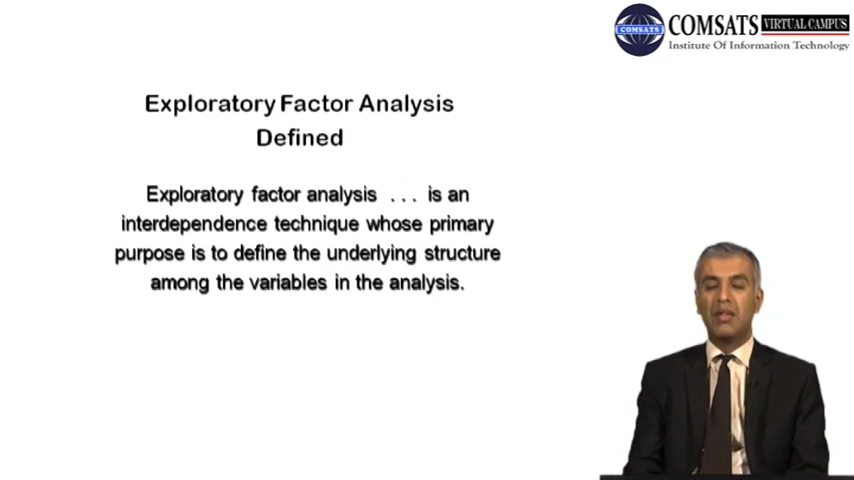 COMSATS
COMSATS VIRTUAL CAMPUS
Institute Of Information Technology
Exploratory Factor Analysis
Defined
Exploratory factor analysis . . . is an
interdependence technique whose primary
purpose is to define the underlying structure
among the variables in the analysis.